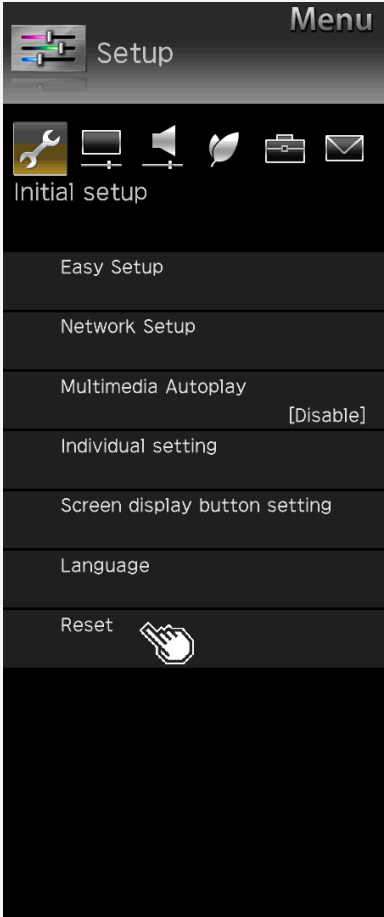 Menu
Setup
Initial setup
Easy Setup
Network Setup
Multimedia Autoplay
[Disable]
Individual setting
Screen display button setting
Language
Reset